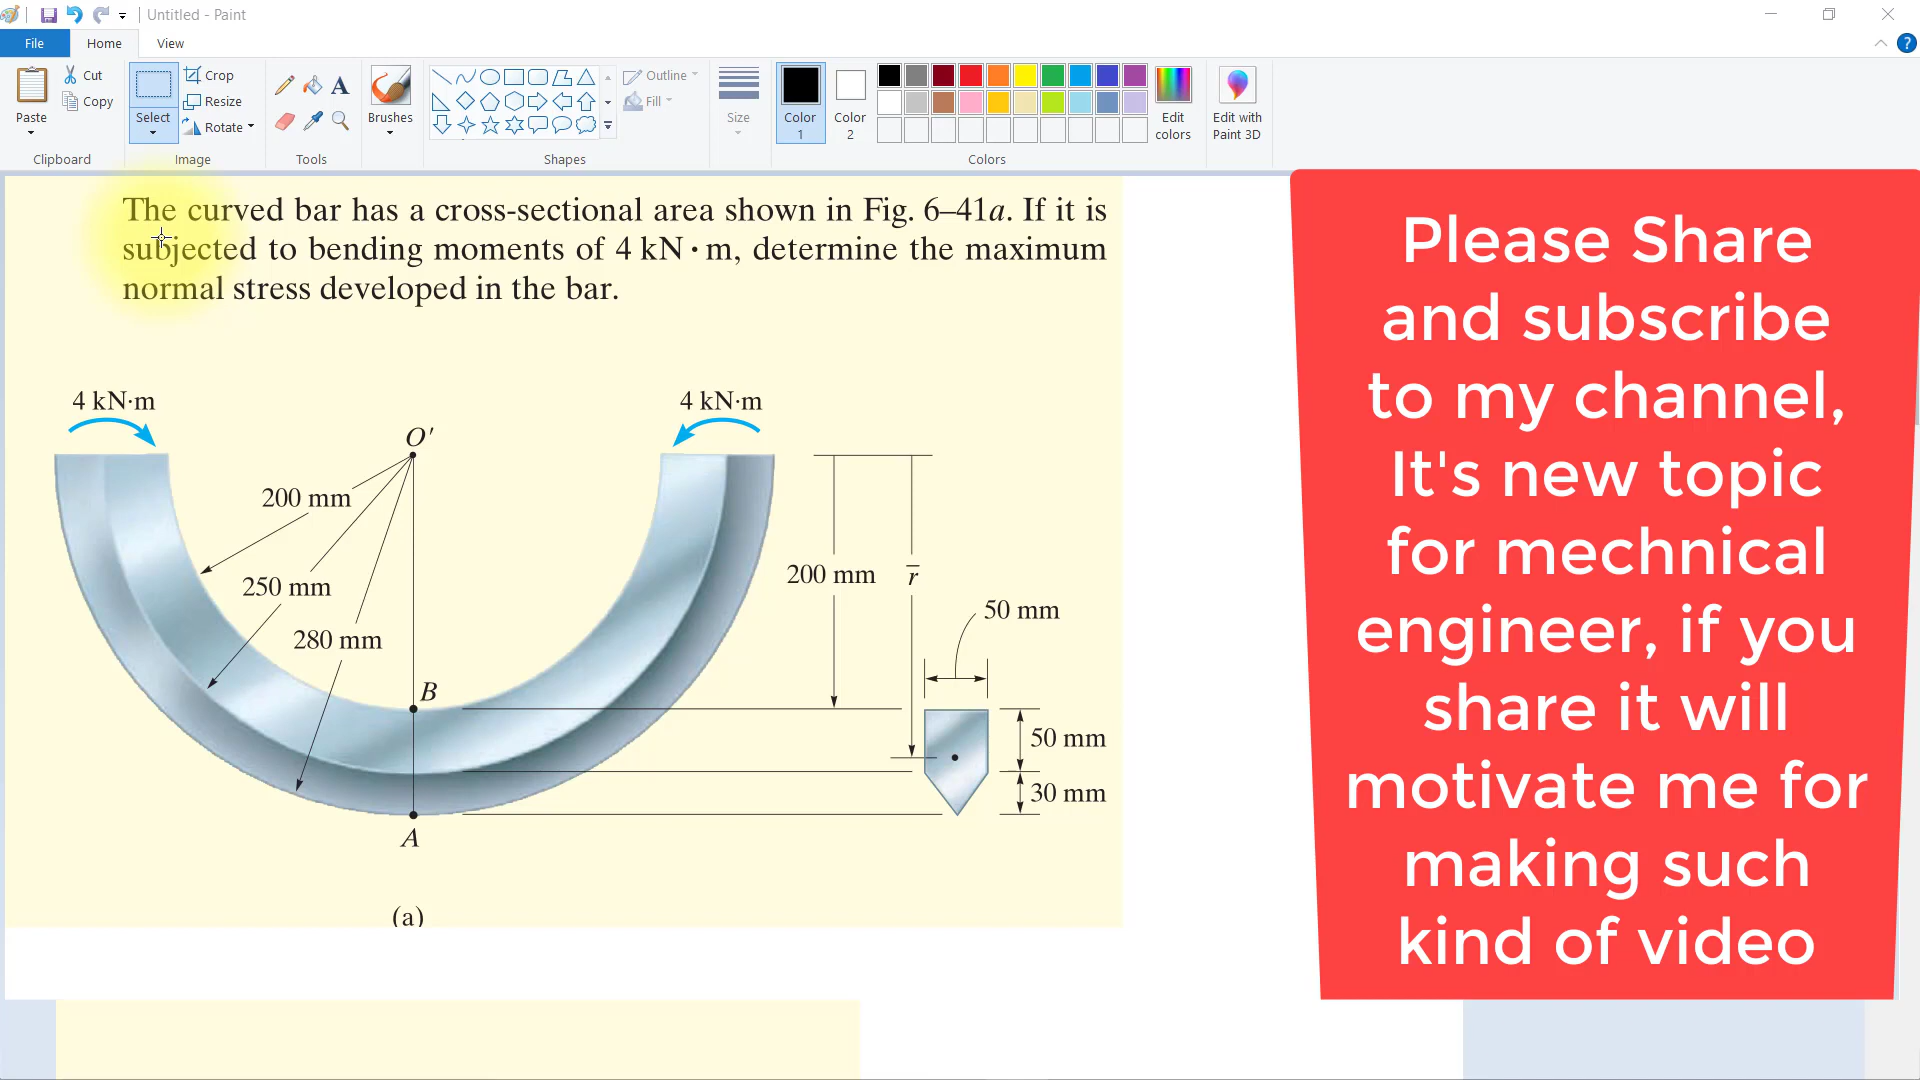 Untitled - Paint
File
Home
View
Paste
Cut
Copy
Clipboard
Select
Crop
Resize
Rotate
Image
A
Tools
Brushes
Outline
Fill
Shapes
Size
Color
1
Color
2
Edit
colors
Colors
Edit with
Paint 3D
?
The curved bar has a cross-sectional area shown in Fig. 6–41a. If it is
subjected to bending moments of 4 kN · m, determine the maximum
normal stress developed in the bar.
4 kN·m
4 kN·m
O'
200 mm
250 mm
280 mm
B
A
200 mm
r̅
50 mm
50 mm
30 mm
(a)
Please Share
and subscribe
to my channel,
It's new topic
for mechnical
engineer, if you
share it will
motivate me for
making such
kind of video